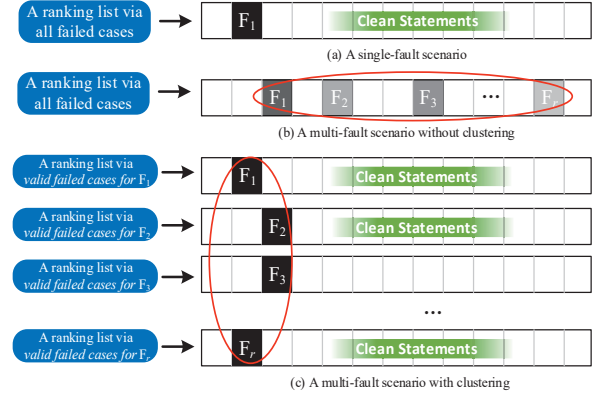 A ranking list via
all failed cases
F1
Clean Statements
(a) A single-fault scenario
A ranking list via
all failed cases
F1
F2
F3
...
Fr
(b) A multi-fault scenario without clustering
A ranking list via
valid failed cases for F1
F1
Clean Statements
A ranking list via
valid failed cases for F2
F2
Clean Statements
A ranking list via
valid failed cases for F3
F3
...
A ranking list via
valid failed cases for Fr
Fr
Clean Statements
(c) A multi-fault scenario with clustering